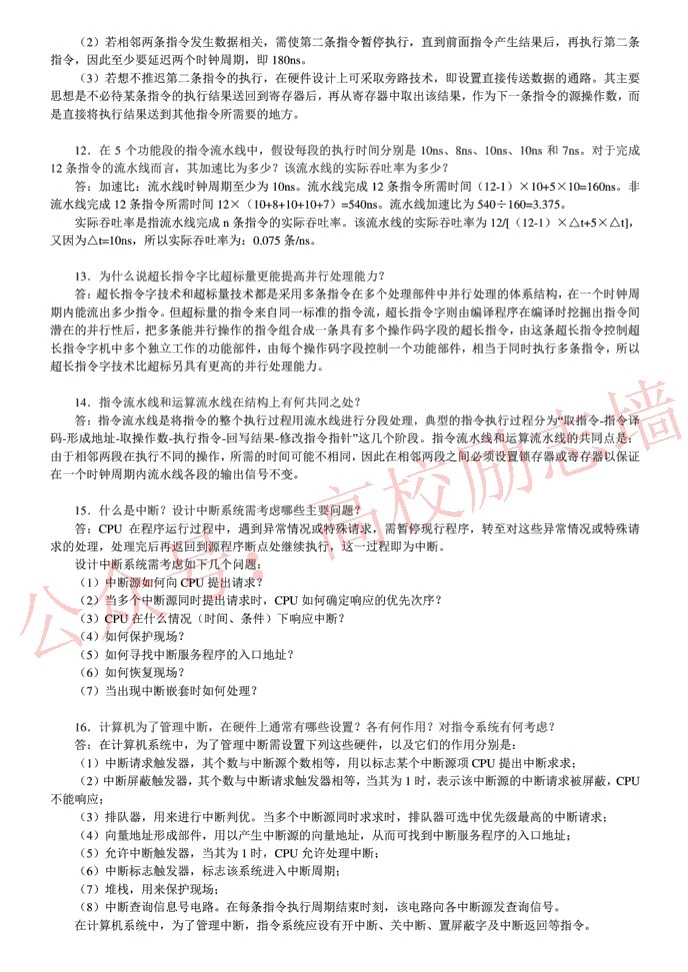 （2）若相邻两条指令发生数据相关，需使第二条指令暂停执行，直到前面指令产生结果后，再执行第二条
指令，因此至少要延迟两个时钟周期，即 180ns。
（3）若想不推迟第二条指令的执行，在硬件设计上可采取旁路技术，即设置直接传送数据的通路。其主要
思想是不必待某条指令的执行结果送回到寄存器后，再从寄存器中取出该结果，作为下一条指令的源操作数，而
是直接将执行结果送到其他指令所需要的地方。
12．在 5 个功能段的指令流水线中，假设每段的执行时间分别是 10ns、8ns、10ns、10ns 和 7ns。对于完成
12 条指令的流水线而言，其加速比为多少？该流水线的实际吞吐率为多少？
答：加速比：流水线时钟周期至少为 10ns。流水线完成 12 条指令所需时间（12-1）×10+5×10=160ns。非
流水线完成 12 条指令所需时间 12×（10+8+10+10+7）=540ns。流水线加速比为 540÷160=3.375。
实际吞吐率是指流水线完成 n 条指令的实际吞吐率。该流水线的实际吞吐率为 12/[（12-1）×△t+5×△t]，
又因为△t=10ns，所以实际吞吐率为：0.075 条/ns。
13．为什么说超长指令字比超标量更能提高并行处理能力？
答：超长指令字技术和超标量技术都是采用多条指令在多个处理部件中并行处理的体系结构，在一个时钟周
期内能流出多少指令。但超标量的指令来自同一标准的指令流，超长指令字则由编译程序在编译时挖掘出指令间
潜在的并行性后，把多条能并行操作的指令组合成一条具有多个操作码字段的超长指令，由这条超长指令控制超
长指令字机中多个独立工作的功能部件，由每个操作码字段控制一个功能部件，相当于同时执行多条指令，所以
超长指令字技术比超标另具有更高的并行处理能力。
14．指令流水线和运算流水线在结构上有何共同之处？
答：指令流水线是将指令的整个执行过程用流水线进行分段处理，典型的指令执行过程分为“取指令-指令译
码-形成地址-取操作数-执行指令-回写结果-修改指令指针”这几个阶段。指令流水线和运算流水线的共同点是：
由于相邻两段在执行不同的操作，所需的时间可能不相同，因此在相邻两段之间必须设置锁存器或寄存器以保证
在一个时钟周期内流水线各段的输出信号不变。
15．什么是中断？设计中断系统需考虑哪些主要问题？
答：CPU 在程序运行过程中，遇到异常情况或特殊请求，需暂停现行程序，转至对这些异常情况或特殊请
求的处理，处理完后再返回到源程序断点处继续执行，这一过程即为中断。
设计中断系统需考虑如下几个问题：
（1）中断源如何向 CPU 提出请求？
（2）当多个中断源同时提出请求时，CPU 如何确定响应的优先次序？
（3）CPU 在什么情况（时间、条件）下响应中断？
（4）如何保护现场？
（5）如何寻找中断服务程序的入口地址？
（6）如何恢复现场？
（7）当出现中断嵌套时如何处理？
16．计算机为了管理中断，在硬件上通常有哪些设置？各有何作用？对指令系统有何考虑？
答：在计算机系统中，为了管理中断需设置下列这些硬件，以及它们的作用分别是：
（1）中断请求触发器，其个数与中断源个数相等，用以标志某个中断源项 CPU 提出中断求求；
（2）中断屏蔽触发器，其个数与中断请求触发器相等，当其为 1 时，表示该中断源的中断请求被屏蔽，CPU
不能响应；
（3）排队器，用来进行中断判优。当多个中断源同时求求时，排队器可选中优先级最高的中断请求；
（4）向量地址形成部件，用以产生中断源的向量地址，从而可找到中断服务程序的入口地址；
（5）允许中断触发器，当其为 1 时，CPU 允许处理中断；
（6）中断标志触发器，标志该系统进入中断周期；
（7）堆栈，用来保护现场；
（8）中断查询信息号电路。在每条指令执行周期结束时刻，该电路向各中断源发查询信号。
在计算机系统中，为了管理中断，指令系统应设有开中断、关中断、置屏蔽字及中断返回等指令。
公众号：高校励志墙